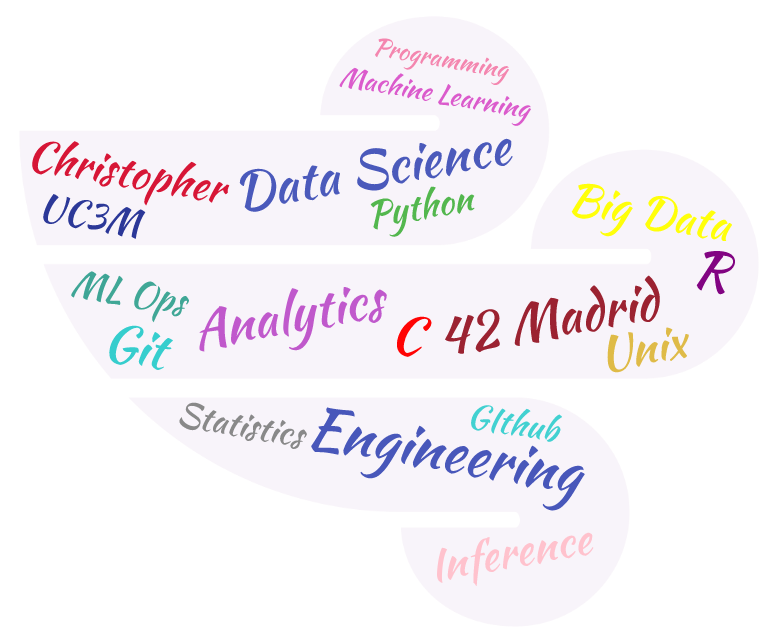 Programming
Machine Learning
Christopher
Data Science
UC3M
Python
Big Data
R
ML Ops
Analytics
C
42 Madrid
Git
Unix
Statistics
Engineering
GIthub
Inference